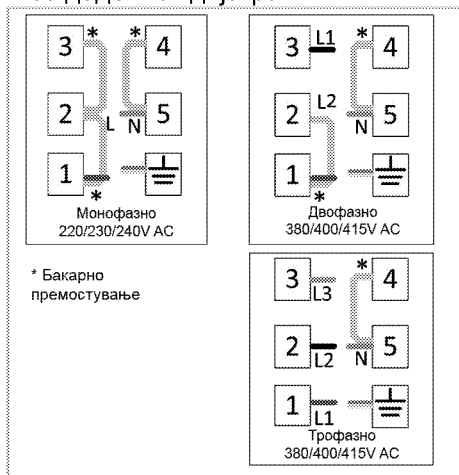 3 * * 4
2 L N 5
1 *
Монофазно
220/230/240V AC
3 L1 * 4
2 L2 N 5
1 *
Двофазно
380/400/415V AC
* Бакарно
премостување
3 L3 * 4
2 L2 N 5
1 L1
Трофазно
380/400/415V AC